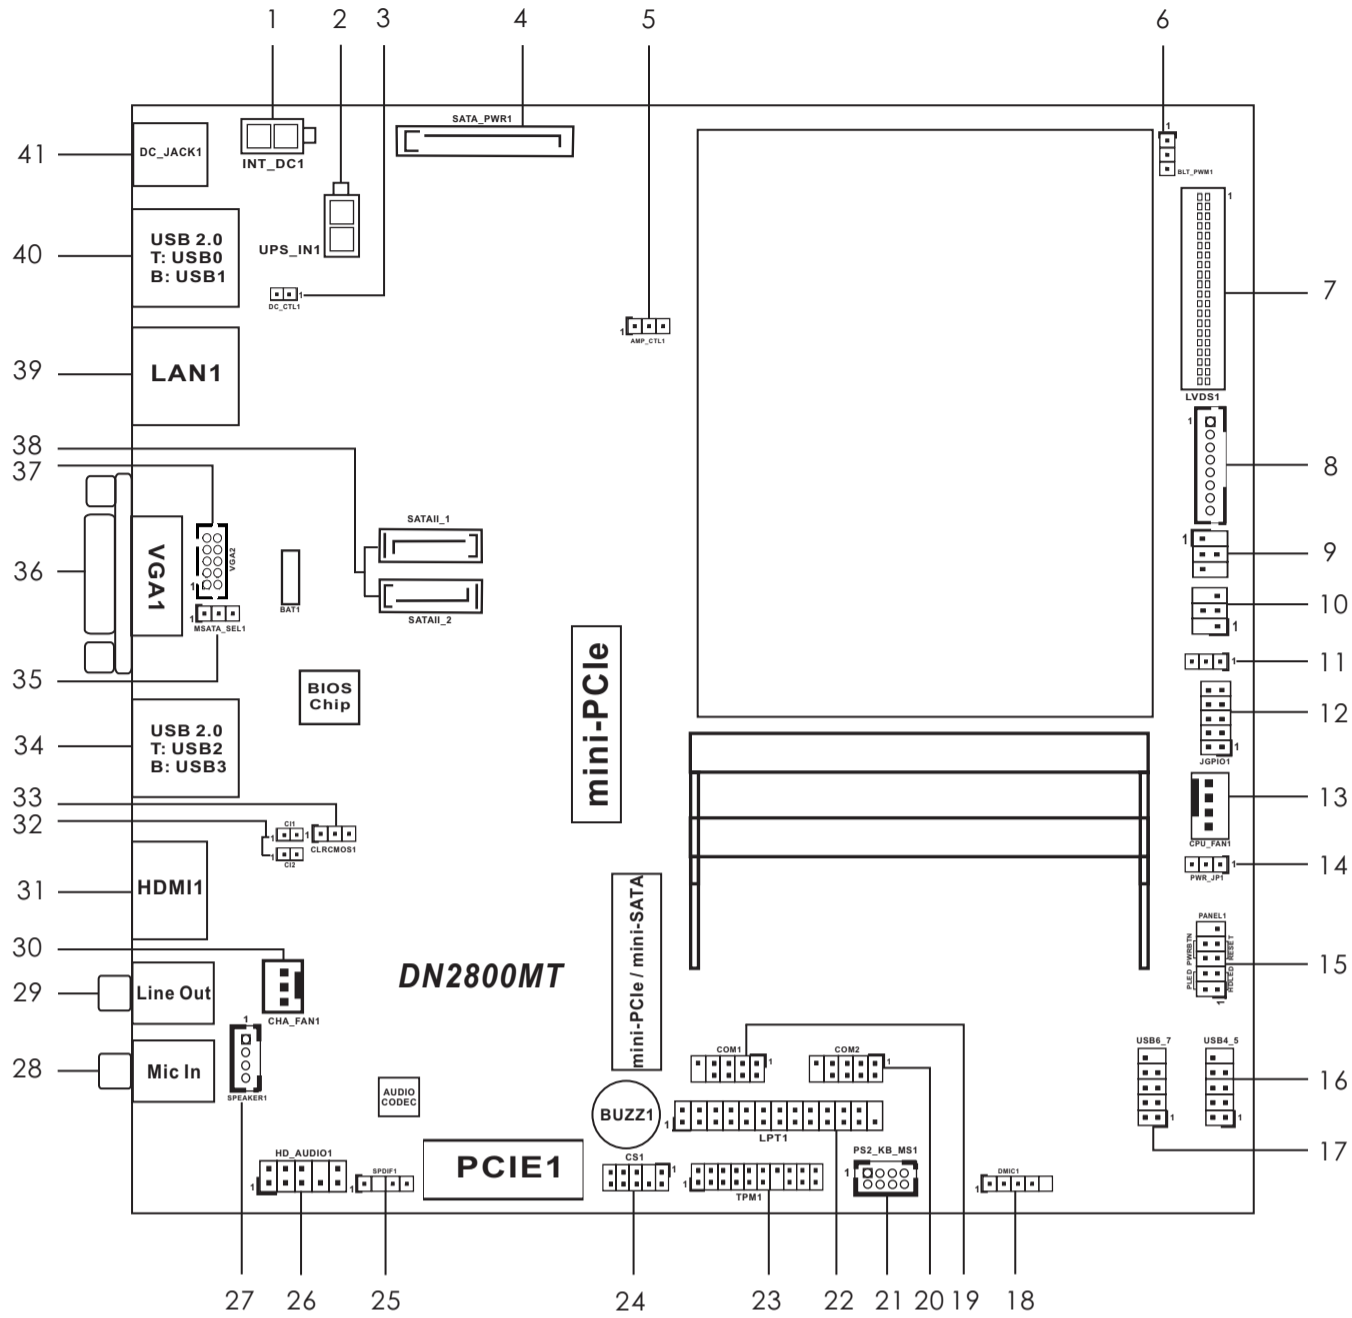 1 2 3 4 5 6
SATA_PWR1
1
41 DC_JACK1
INT_DC1
BLT_PWM1
1
40
USB 2.0
T: USB0
B: USB1
UPS_IN1
1
DC_CTL1
7
1
AMP_CTL1
39 LAN1
LVDS1
38
37
1
8
36
VGA1
VGA2
1
BAT1
SATAII_1
SATAII_2
1
9
10
1
1
MSATA_SEL1
35
BIOS
Chip
mini-PCIe
1 11
12
1
JGPIO1
34
USB 2.0
T: USB2
B: USB3
33
32
CI1
1
1
CLRCMOS1
1
CI2
13
CPU_FAN1
1 14
PWR_JP1
31 HDMI1
mini-PCIe / mini-SATA
PANEL1
PLED PWRBTN
HDLED RESET
1
15
30
29 Line Out
CHA_FAN1
DN2800MT
28 Mic In
1
SPEAKER1
AUDIO
CODEC
COM1
1
COM2
1
USB6_7
1
USB4_5
1
16
17
BUZZ1
1
LPT1
HD_AUDIO1
1
SPDIF1
1
PCIE1
CS1
1
1
TPM1
PS2_KB_MS1
1
DMIC1
1
27 26 25 24 23 22 21 20 19 18